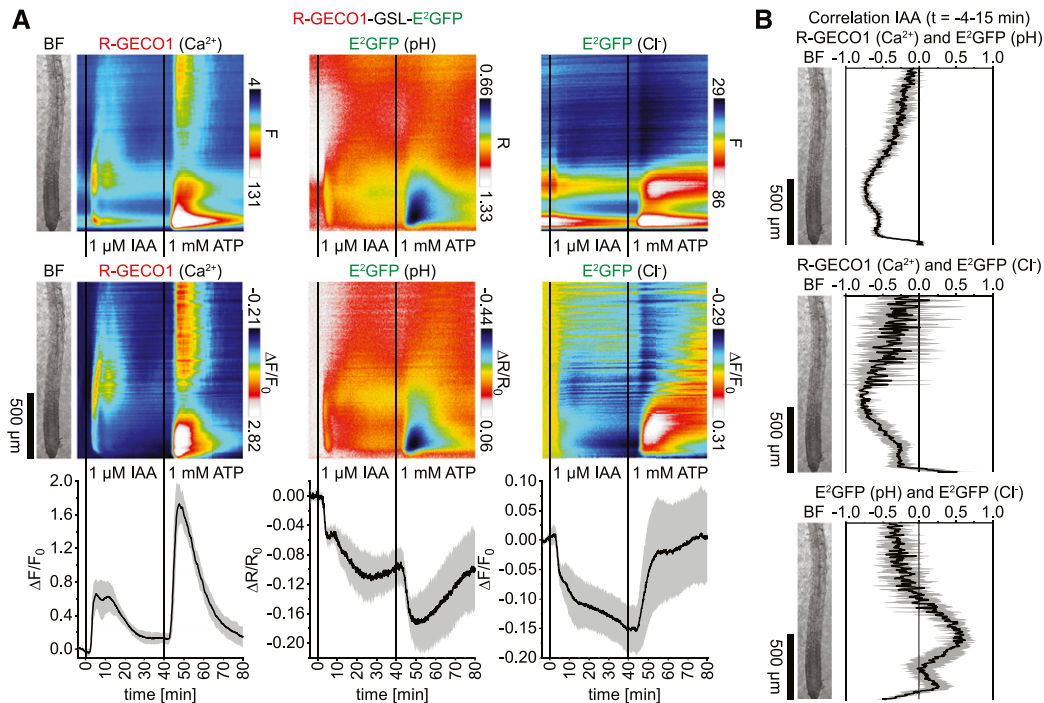 A
R-GECO1-GSL-E²GFP
BF R-GECO1 (Ca²⁺) E²GFP (pH) E²GFP (Cl⁻)
4 F 131
0.66 R 1.33
29 F 86
1 µM IAA 1 mM ATP 1 µM IAA 1 mM ATP 1 µM IAA 1 mM ATP
BF R-GECO1 (Ca²⁺) E²GFP (pH) E²GFP (Cl⁻)
500 µm
-0.21 ΔF/F₀ 2.82
-0.44 ΔR/R₀ 0.06
-0.29 ΔF/F₀ 0.31
1 µM IAA 1 mM ATP 1 µM IAA 1 mM ATP 1 µM IAA 1 mM ATP
ΔF/F₀
2.0
1.6
1.2
0.8
0.4
0.0
0 10 20 30 40 50 60 70 80
time [min]
ΔR/R₀
0.00
-0.04
-0.08
-0.12
-0.16
-0.20
0 10 20 30 40 50 60 70 80
time [min]
ΔF/F₀
0.10
0.05
0.00
-0.05
-0.10
-0.15
-0.20
0 10 20 30 40 50 60 70 80
time [min]
B
Correlation IAA (t = -4-15 min)
R-GECO1 (Ca²⁺) and E²GFP (pH)
BF -1.0 -0.5 0.0 0.5 1.0
500 µm
R-GECO1 (Ca²⁺) and E²GFP (Cl⁻)
BF -1.0 -0.5 0.0 0.5 1.0
500 µm
E²GFP (pH) and E²GFP (Cl⁻)
BF -1.0 -0.5 0.0 0.5 1.0
500 µm